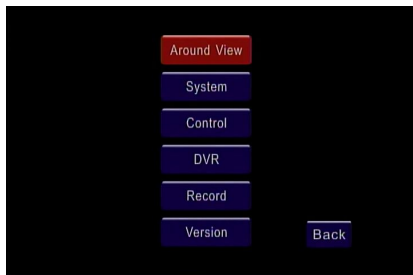 Around View
System
Control
DVR
Record
Version
Back